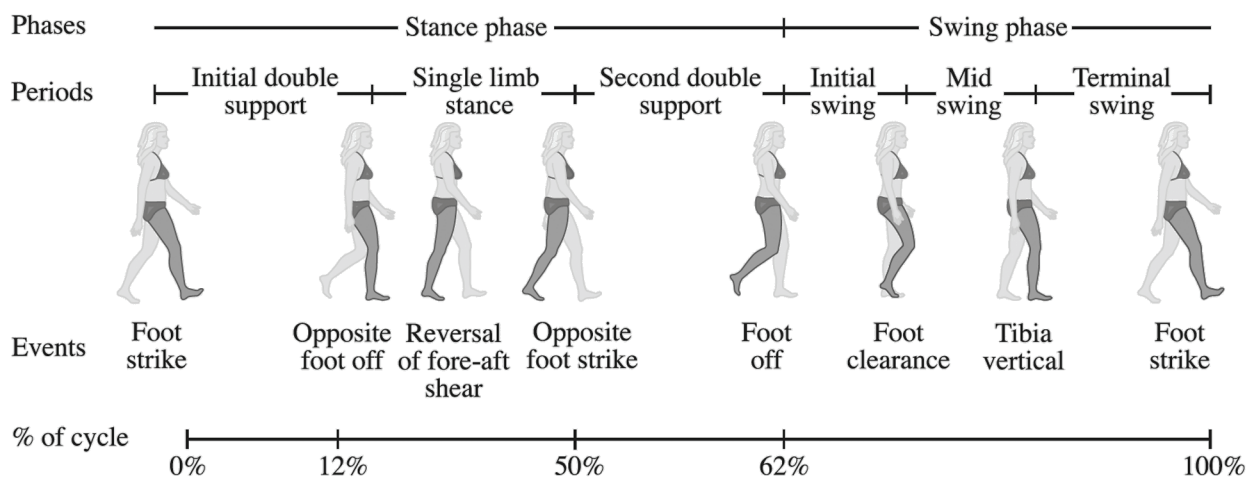 Phases Stance phase Swing phase
Periods Initial double support Single limb stance Second double support Initial swing Mid swing Terminal swing
Events Foot strike Opposite foot off Reversal of fore-aft shear Opposite foot strike Foot off Foot clearance Tibia vertical Foot strike
% of cycle
0% 12% 50% 62% 100%